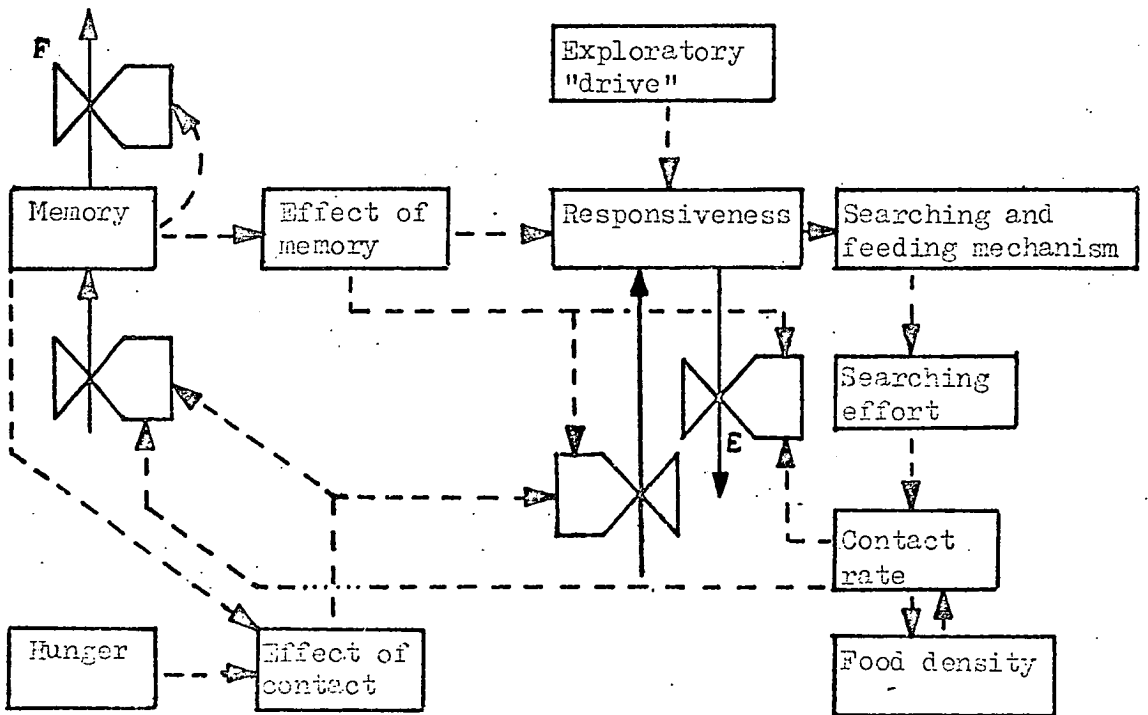 F
Exploratory
"drive"
Memory
Effect of
memory
Responsiveness
Searching and
feeding mechanism
Searching
effort
E
Contact
rate
Hunger
Effect of
contact
Food density